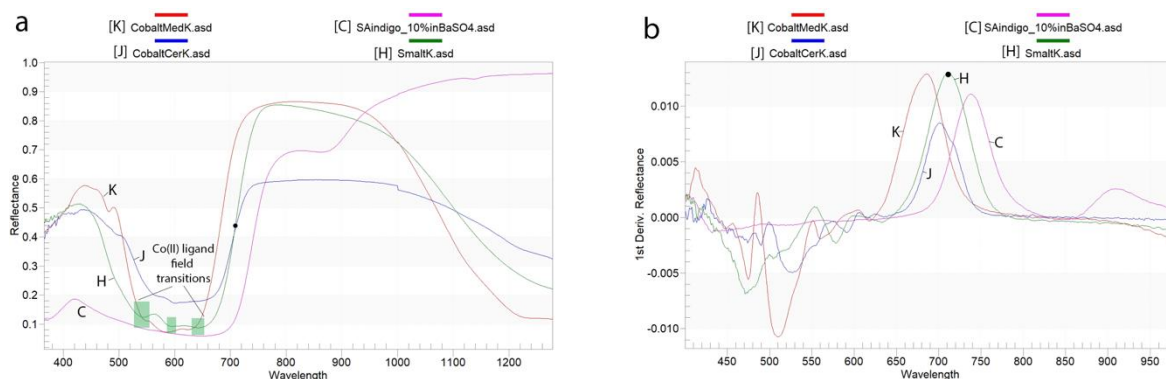 a
[K] CobaltMedK.asd
[C] SAindigo_10%inBaSO4.asd
[J] CobaltCerK.asd
[H] SmaltK.asd
1.0
0.9
0.8
0.7
0.6
0.5
0.4
0.3
0.2
0.1
Reflectance
K
J
Co(II) ligand
field
transitions
H
C
400 500 600 700 800 900 1000 1100 1200
Wavelength
b
[K] CobaltMedK.asd
[C] SAindigo_10%inBaSO4.asd
[J] CobaltCerK.asd
[H] SmaltK.asd
0.010
0.005
0.000
-0.005
-0.010
1st Deriv. Reflectance
H
K
C
J
450 500 550 600 650 700 750 800 850 900 950
Wavelength